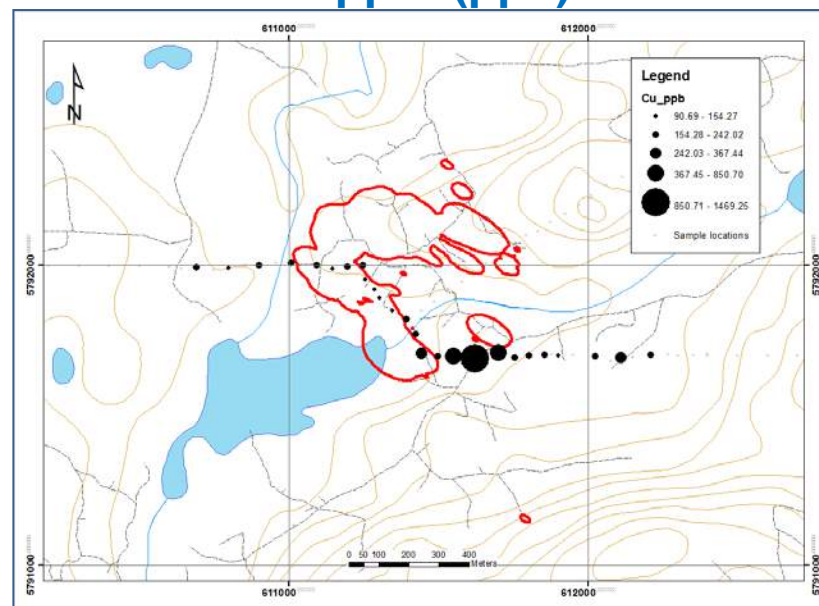 611000
612000
N
Legend
Cu_ppb
90.69 - 154.27
154.28 - 242.02
242.03 - 367.44
367.45 - 850.70
850.71 - 1469.25
Sample locations
5792000
5792000
5791000
5791000
0 50 100 200 300 400
Meters
611000
612000